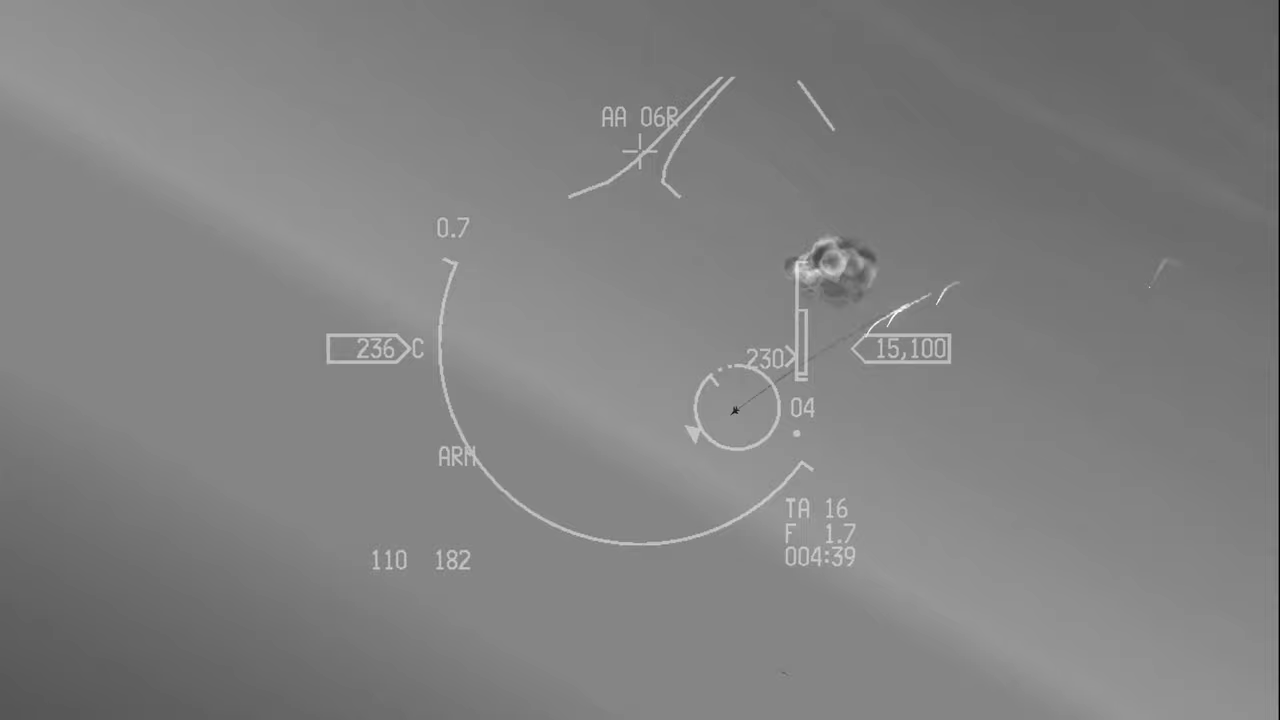 AA 06R
0.7
236 C
230
15,100
04
ARM
TA 16
F 1.7
110 182
004:39